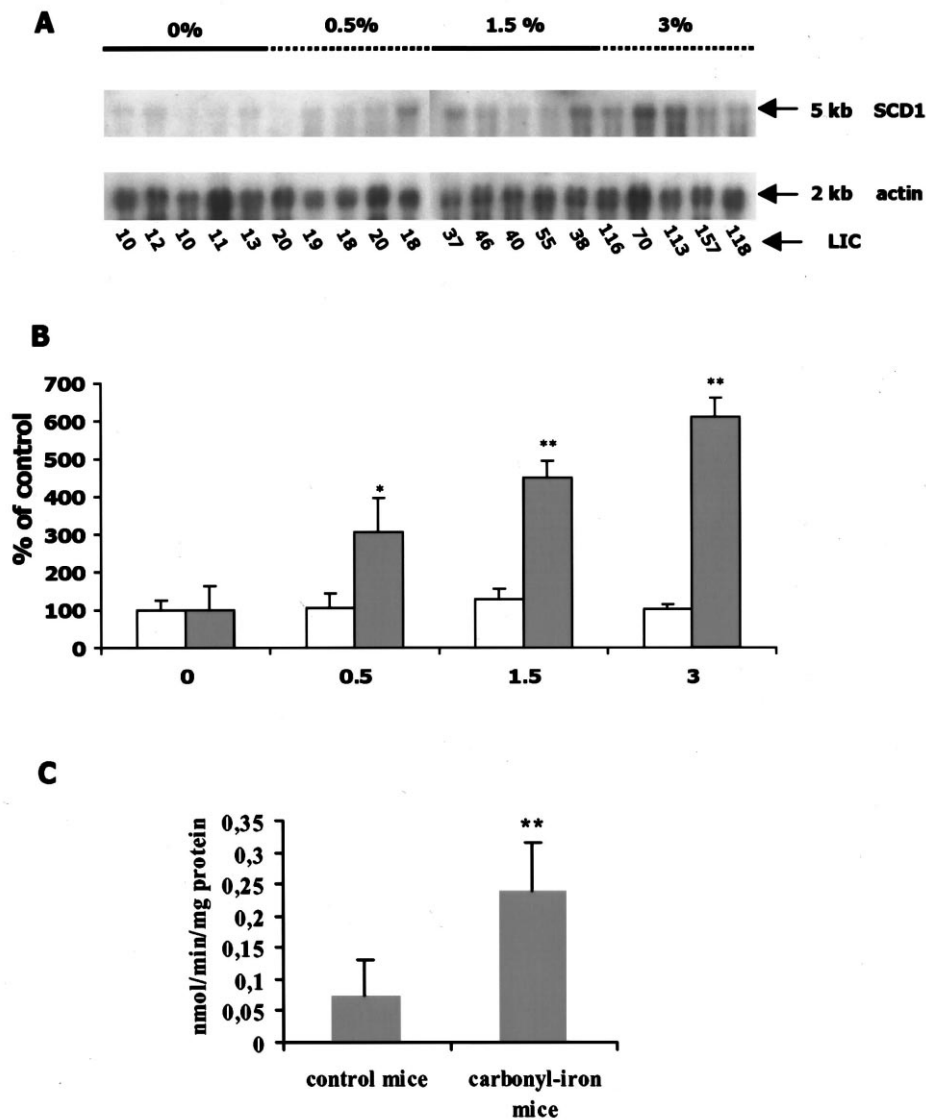 A
0% 0.5% 1.5 % 3%
5 kb SCD1
2 kb actin
10 12 10 11 13 20 19 18 20 18 37 46 40 55 38 116 70 113 157 118 LIC
B
% of control
700
600
500
400
300
200
100
0
* ** **
0 0.5 1.5 3
C
nmol/min/mg protein
0,35
0,3
0,25
0,2
0,15
0,1
0,05
0
**
control mice carbonyl-iron
mice